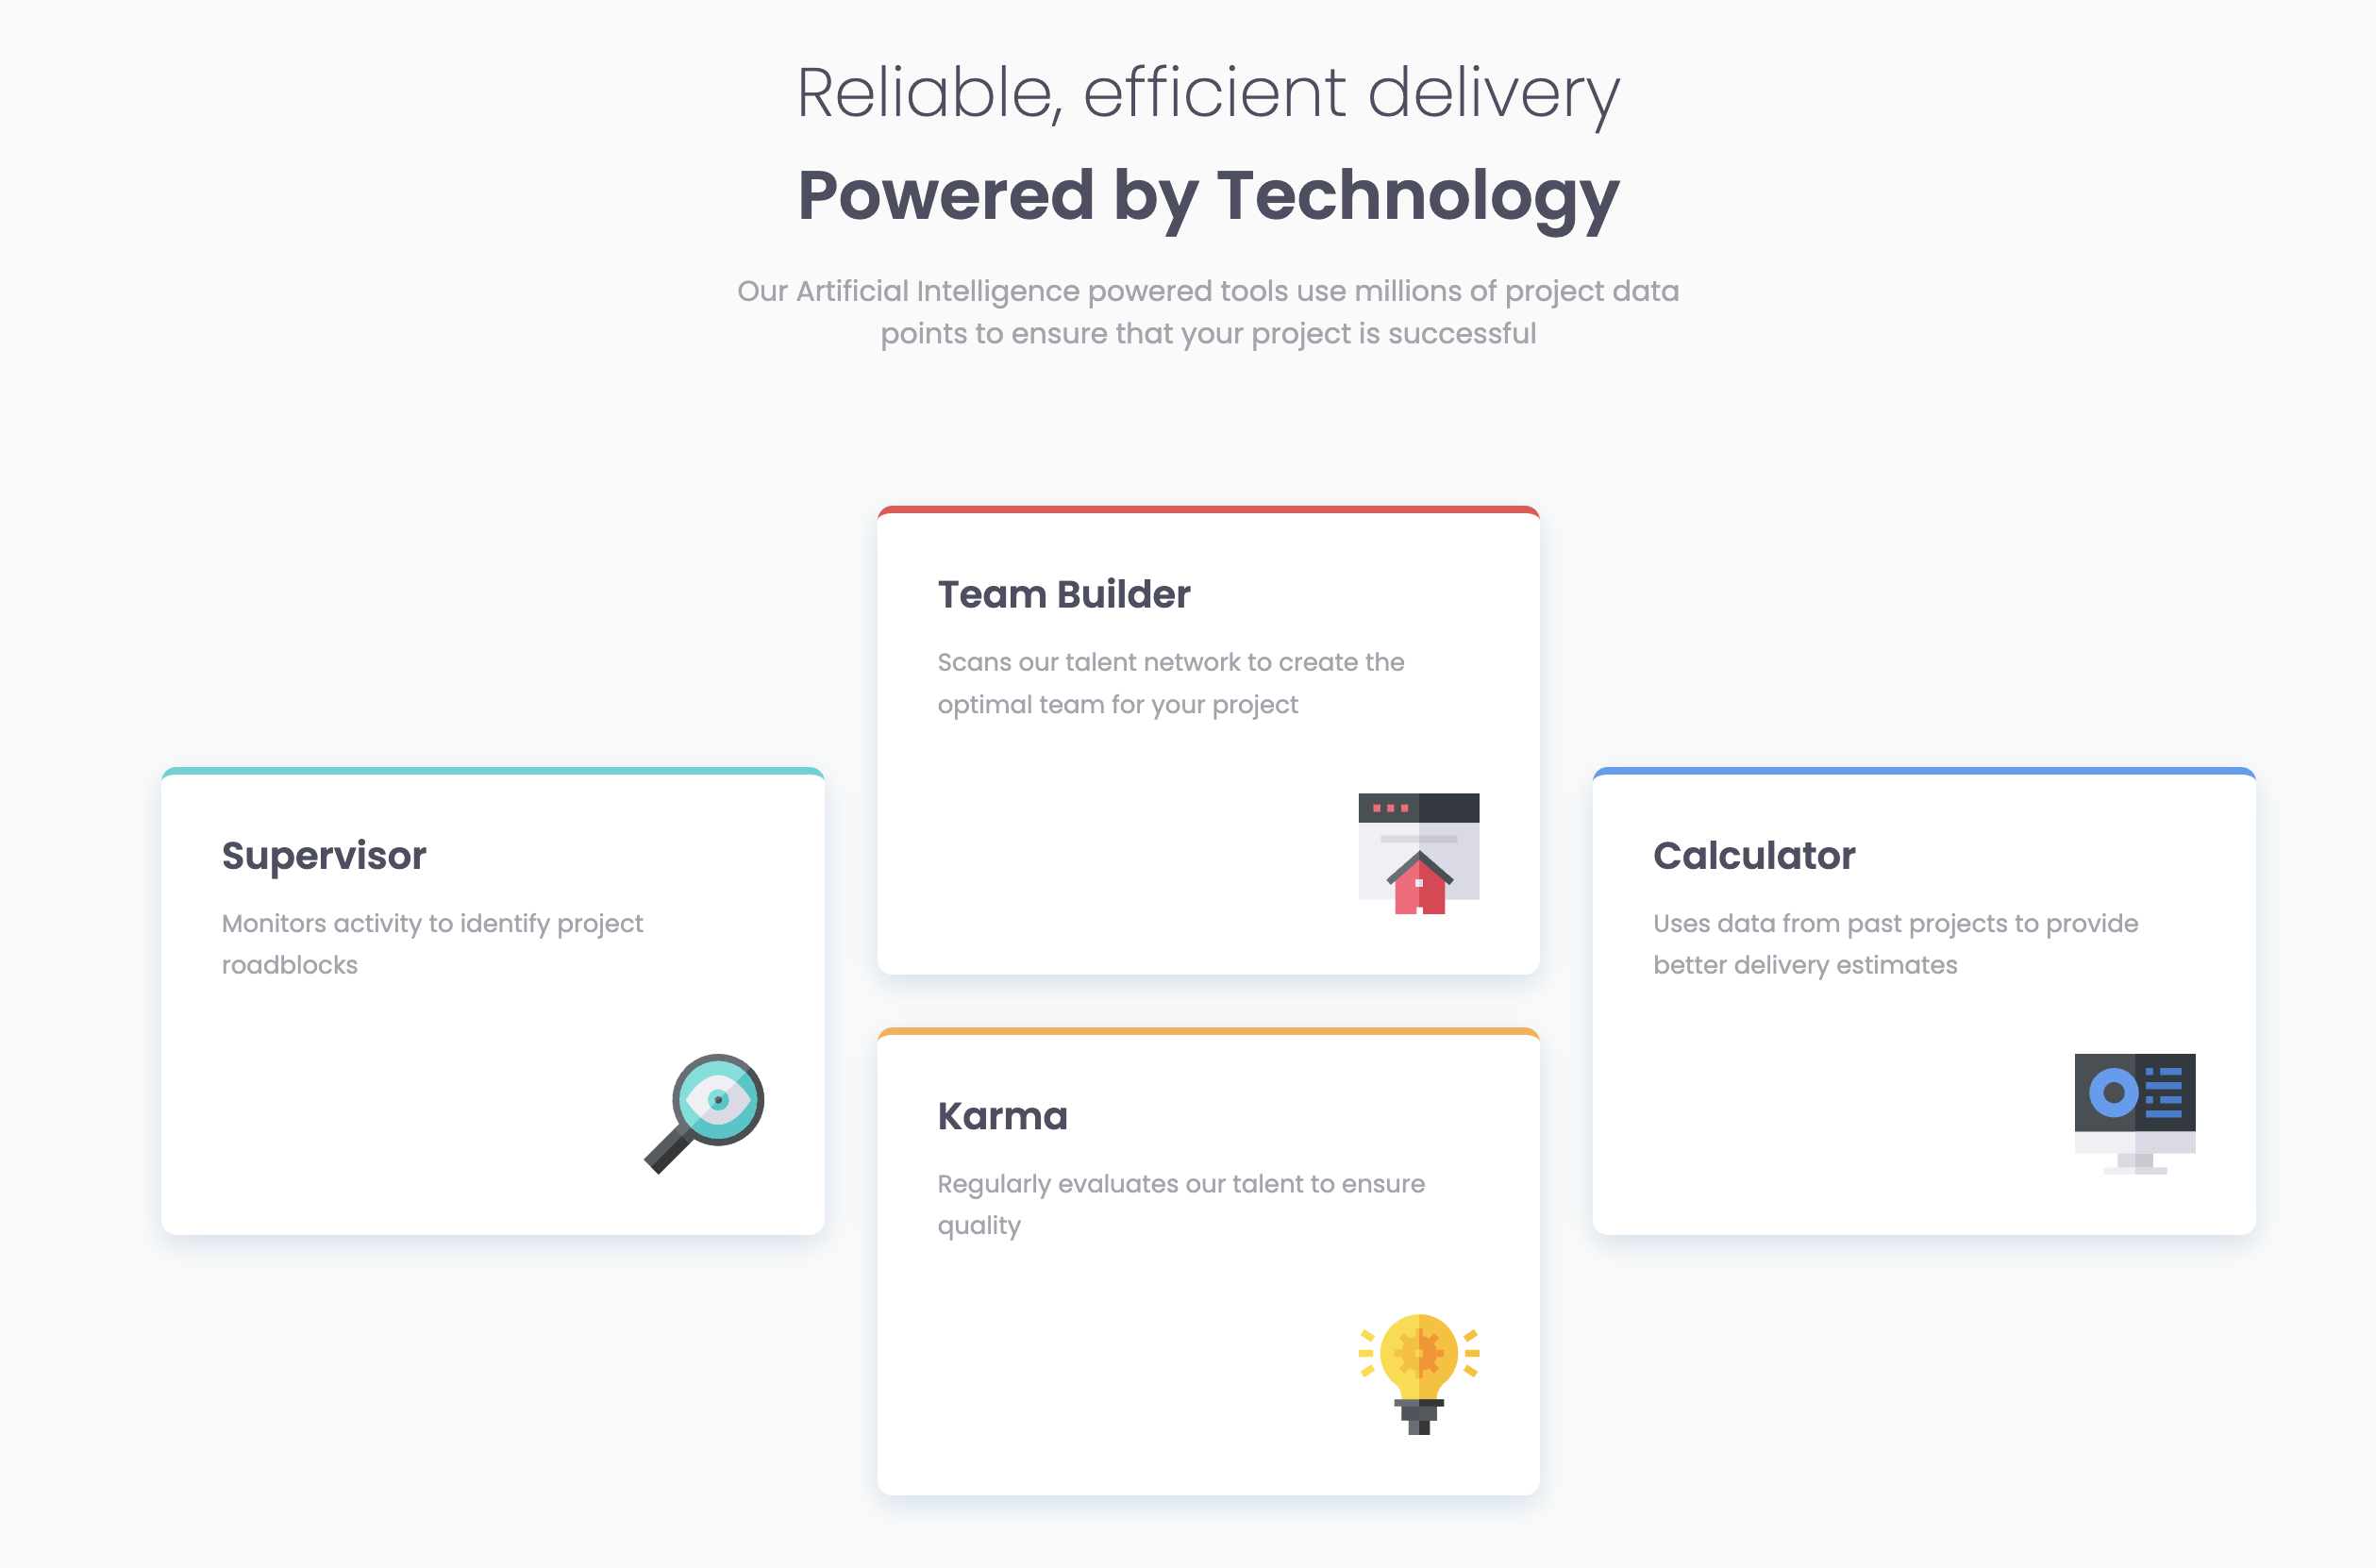 Reliable, efficient delivery
Powered by Technology
Our Artificial Intelligence powered tools use millions of project data
points to ensure that your project is successful
Supervisor
Monitors activity to identify project
roadblocks
Team Builder
Scans our talent network to create the
optimal team for your project
Karma
Regularly evaluates our talent to ensure
quality
Calculator
Uses data from past projects to provide
better delivery estimates